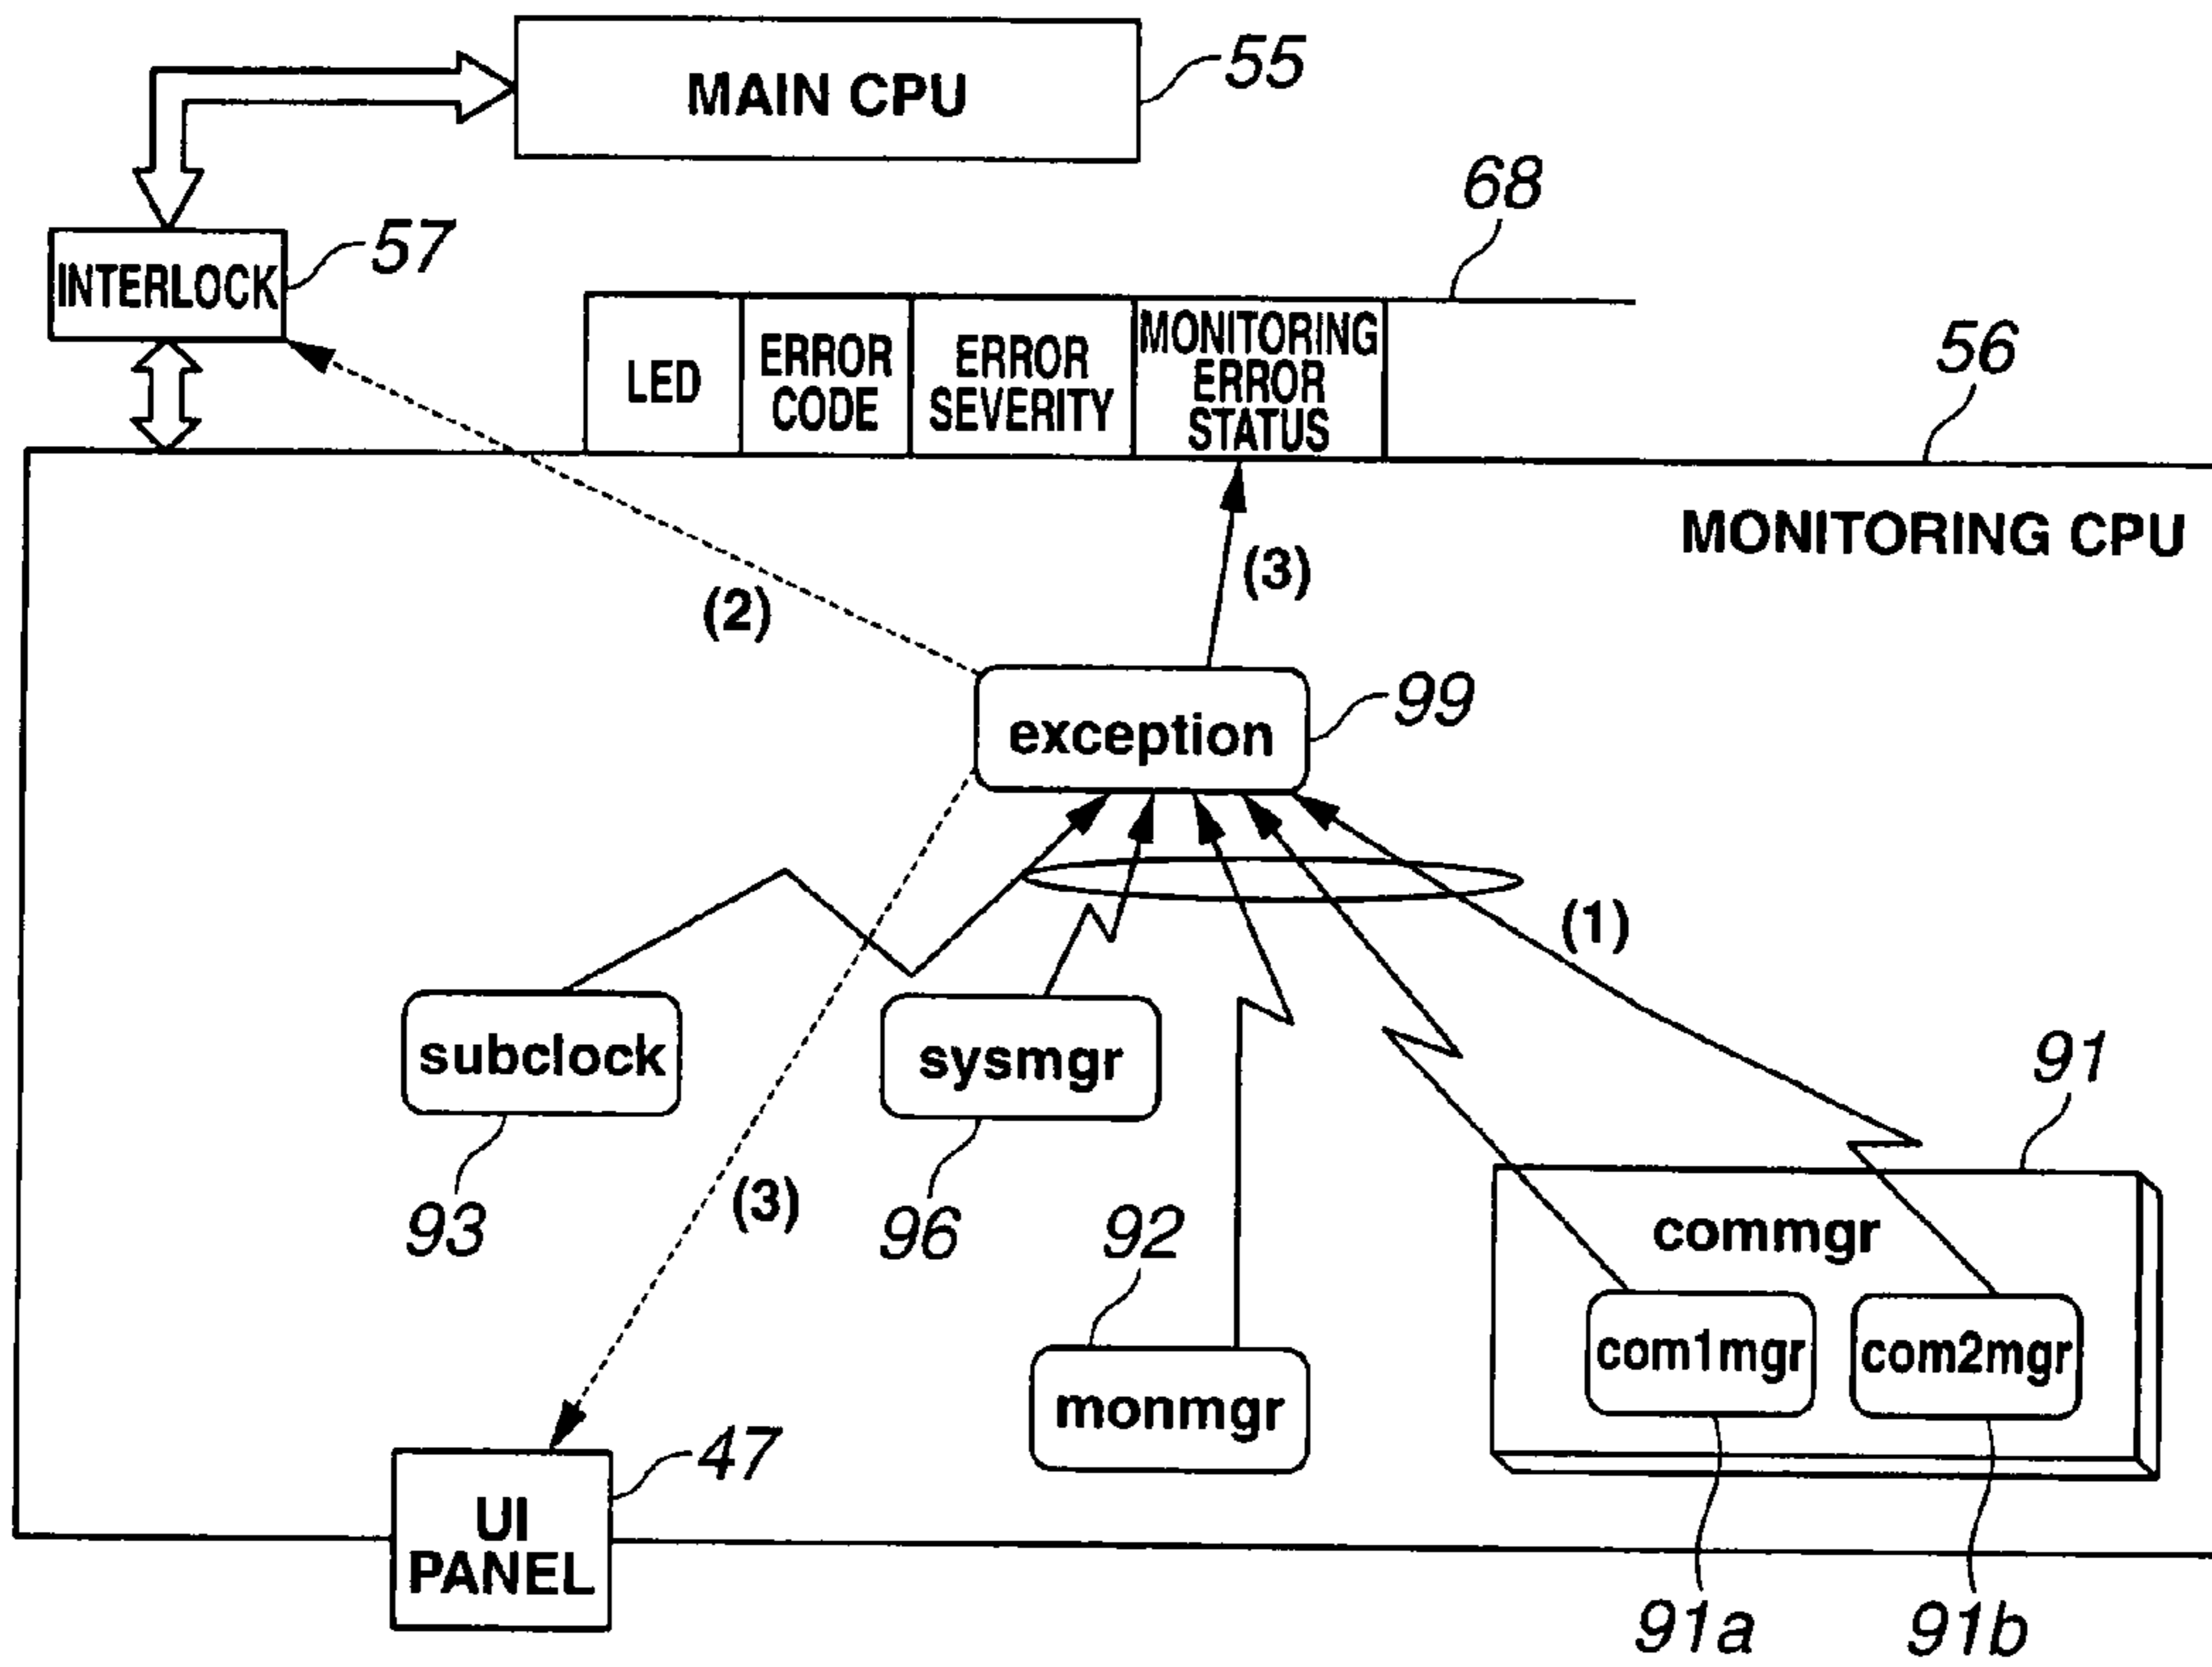 MAIN CPU
55
68
INTERLOCK
57
LED
ERROR
CODE
ERROR
SEVERITY
MONITORING
ERROR
STATUS
56
MONITORING CPU
(2)
(3)
exception
99
(1)
subclock
93
sysmgr
96
(3)
92
monmgr
91
commgr
com1mgr
com2mgr
91a
91b
47
UI
PANEL